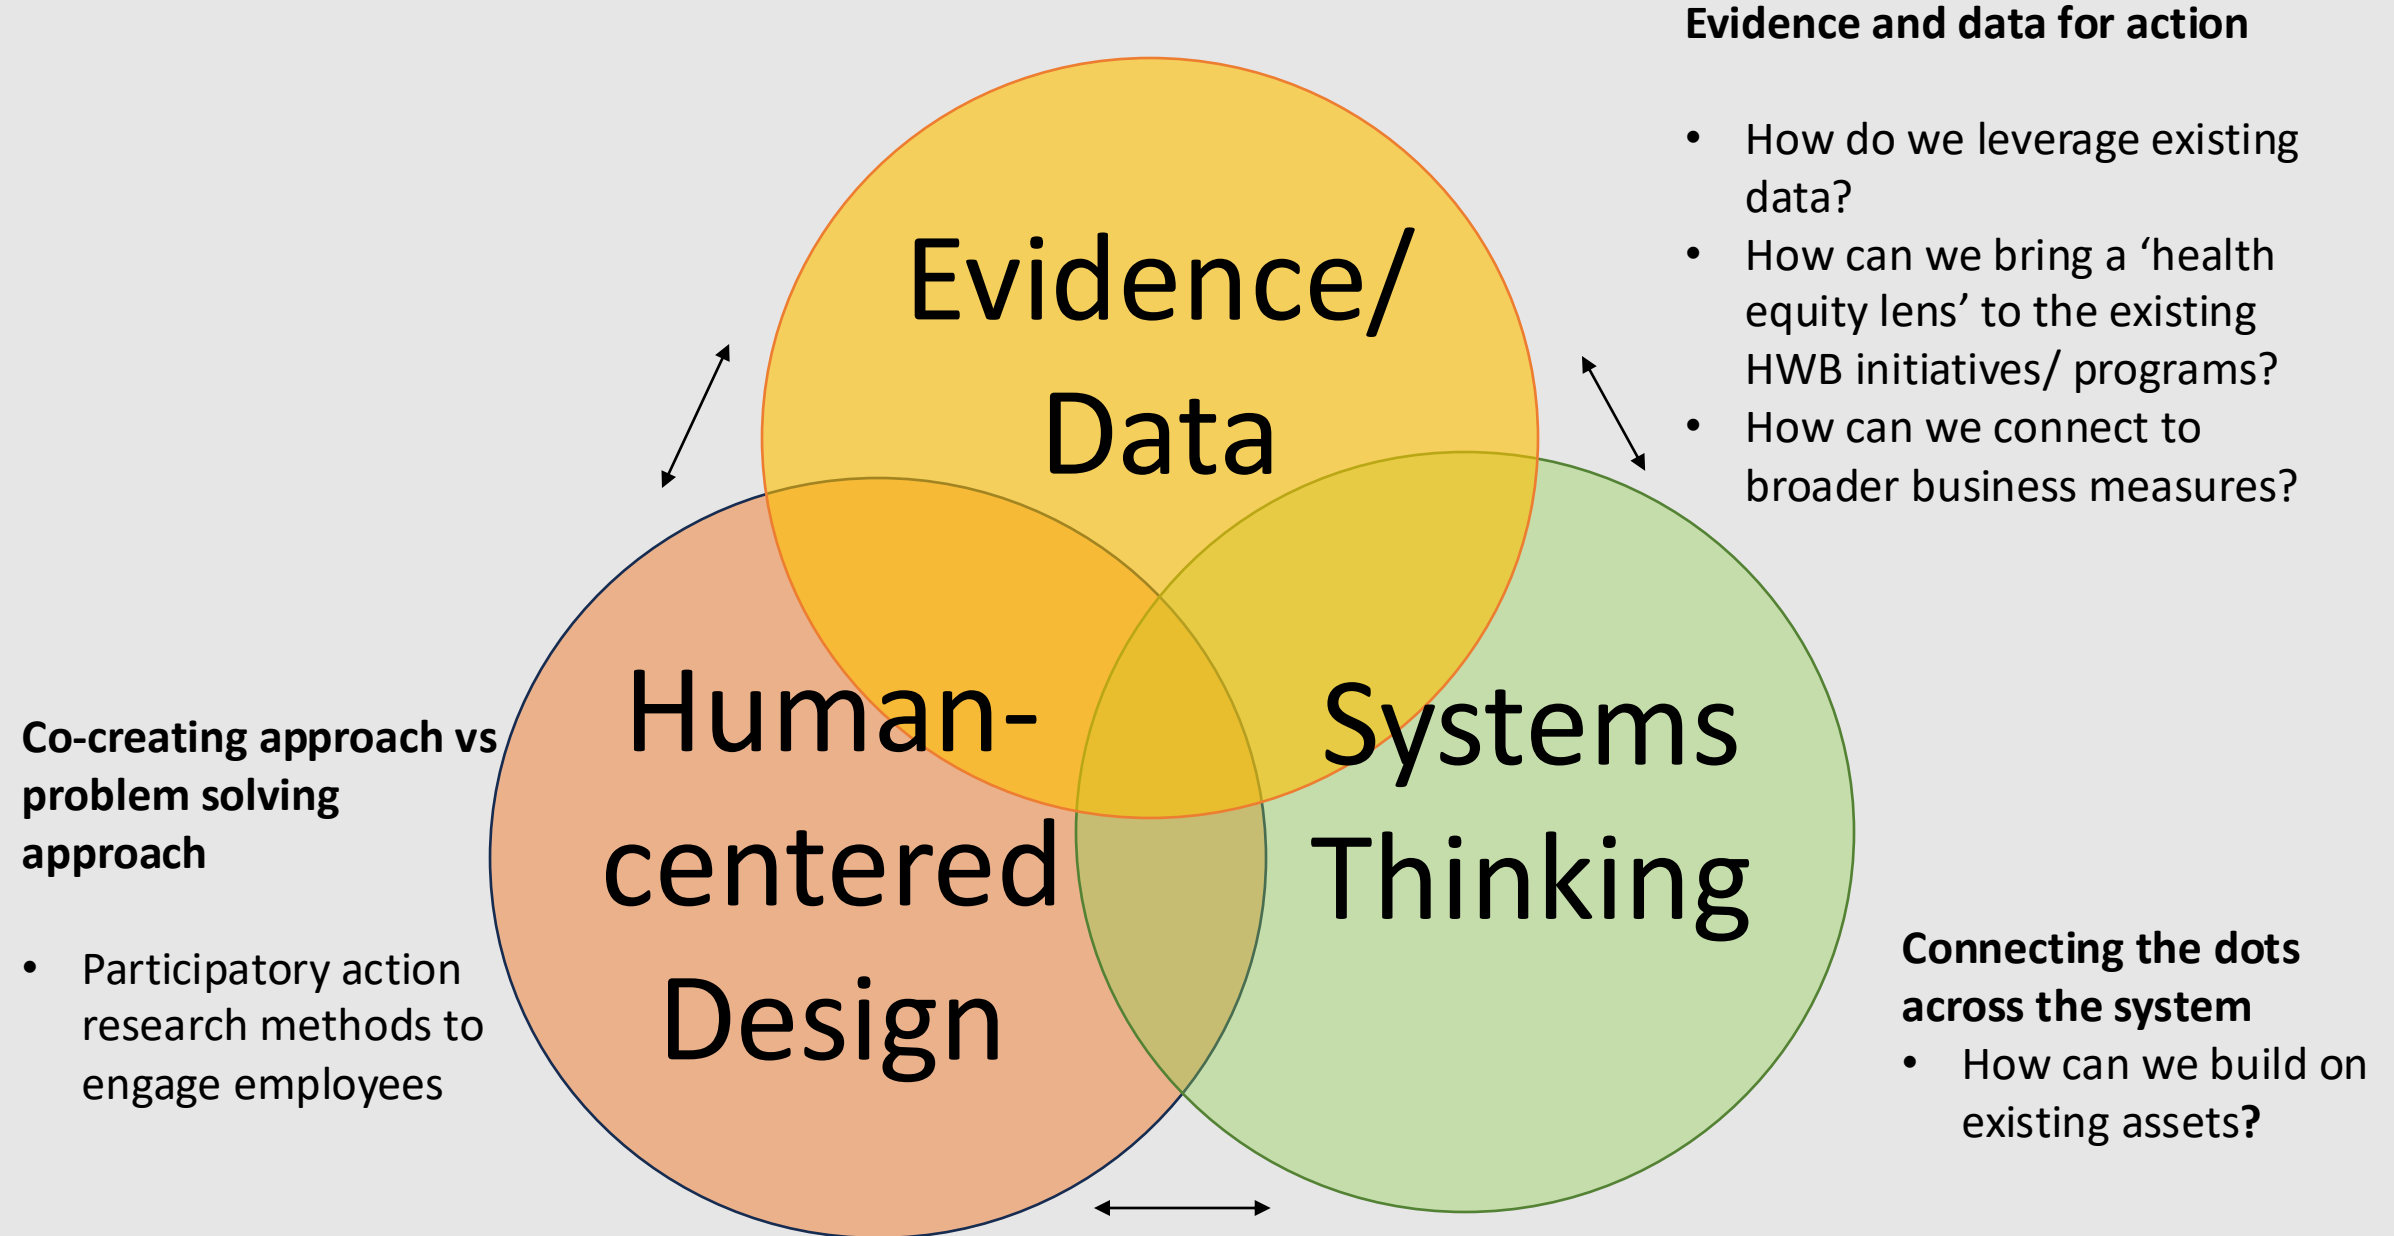 Evidence and data for action
• How do we leverage existing
data?
• How can we bring a ‘health
equity lens’ to the existing
HWB initiatives/ programs?
• How can we connect to
broader business measures?
Evidence/
Data
Human-
centered
Design
Systems
Thinking
Co-creating approach vs
problem solving
approach
• Participatory action
research methods to
engage employees
Connecting the dots
across the system
• How can we build on
existing assets?